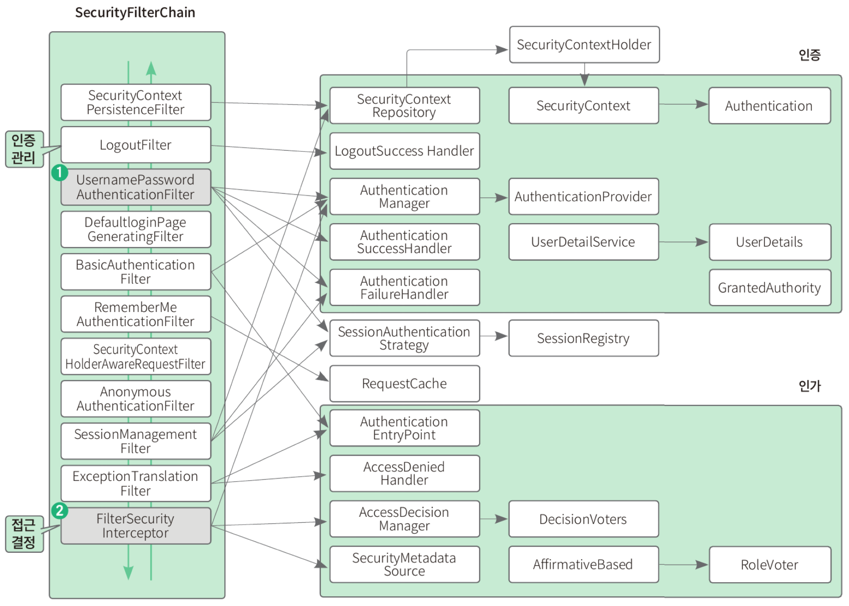 SecurityFilterChain
인증
관리
접근
결정
SecurityContext
PersistenceFilter
LogoutFilter
1
UsernamePassword
AuthenticationFilter
DefaultloginPage
GeneratingFilter
BasicAuthentication
Filter
RememberMe
AuthenticationFilter
SecurityContext
HolderAwareRequestFilter
Anonymous
AuthenticationFilter
SessionManagement
Filter
ExceptionTranslation
Filter
2
FilterSecurity
Interceptor
SecurityContextHolder
인증
SecurityContext
Repository
SecurityContext
Authentication
LogoutSuccess Handler
Authentication
Manager
AuthenticationProvider
Authentication
SuccessHandler
UserDetailService
UserDetails
Authentication
FailureHandler
GrantedAuthority
SessionAuthentication
Strategy
SessionRegistry
RequestCache
인가
Authentication
EntryPoint
AccessDenied
Handler
AccessDecision
Manager
DecisionVoters
SecurityMetadata
Source
AffirmativeBased
RoleVoter